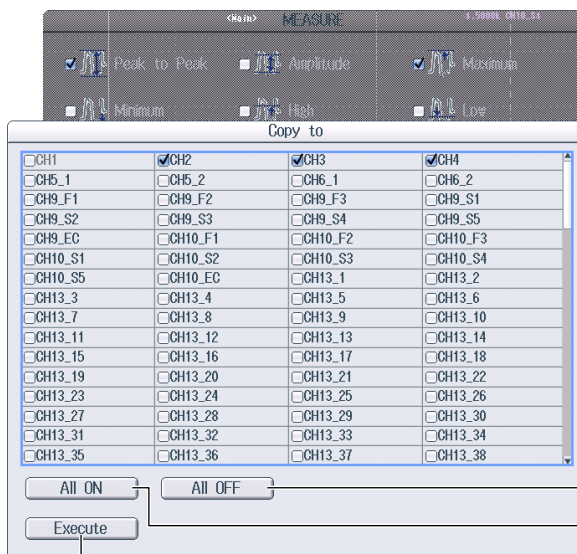 <Main> MEASURE 4.5000k CH10_S4
Peak to Peak Amplitude Maximum
Minimum High Low
Copy to
CH1 CH2 CH3 CH4
CH5_1 CH5_2 CH6_1 CH6_2
CH9_F1 CH9_F2 CH9_F3 CH9_S1
CH9_S2 CH9_S3 CH9_S4 CH9_S5
CH9_EC CH10_F1 CH10_F2 CH10_F3
CH10_S1 CH10_S2 CH10_S3 CH10_S4
CH10_S5 CH10_EC CH13_1 CH13_2
CH13_3 CH13_4 CH13_5 CH13_6
CH13_7 CH13_8 CH13_9 CH13_10
CH13_11 CH13_12 CH13_13 CH13_14
CH13_15 CH13_16 CH13_17 CH13_18
CH13_19 CH13_20 CH13_21 CH13_22
CH13_23 CH13_24 CH13_25 CH13_26
CH13_27 CH13_28 CH13_29 CH13_30
CH13_31 CH13_32 CH13_33 CH13_34
CH13_35 CH13_36 CH13_37 CH13_38
All ON All OFF
Execute